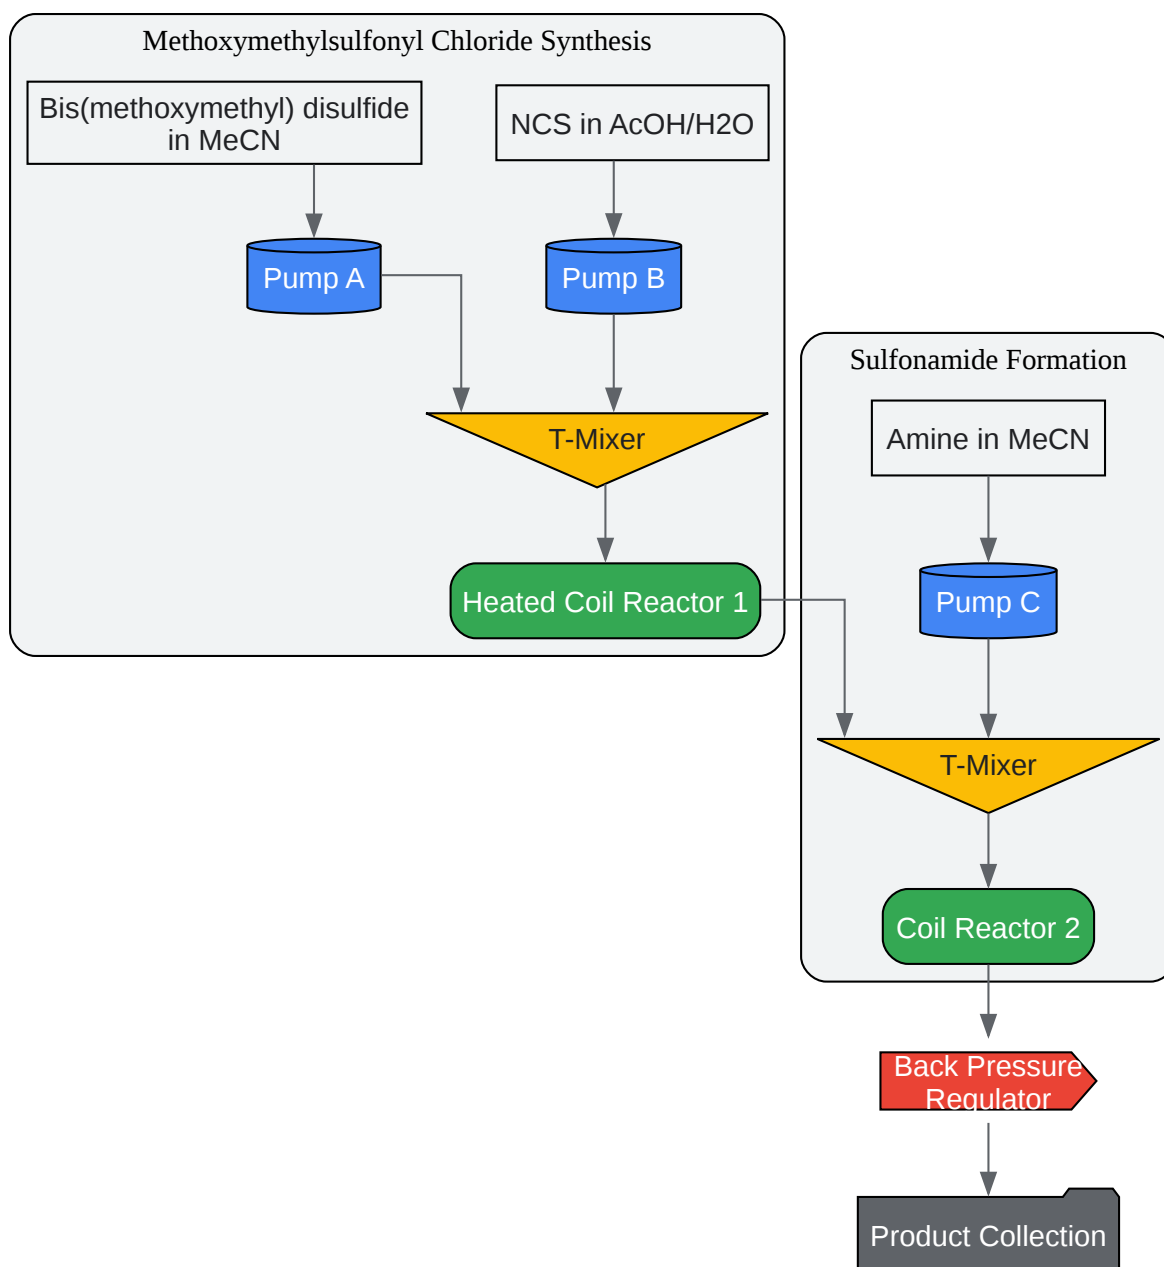 Methoxymethylsulfonyl Chloride Synthesis
Bis(methoxymethyl) disulfide
in MeCN
NCS in AcOH/H2O
Pump A
Pump B
T-Mixer
Heated Coil Reactor 1
Sulfonamide Formation
Amine in MeCN
Pump C
T-Mixer
Coil Reactor 2
Back Pressure
Regulator
Product Collection